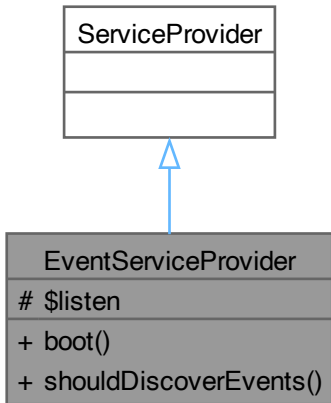 ServiceProvider
EventServiceProvider
# $listen
+ boot()
+ shouldDiscoverEvents()